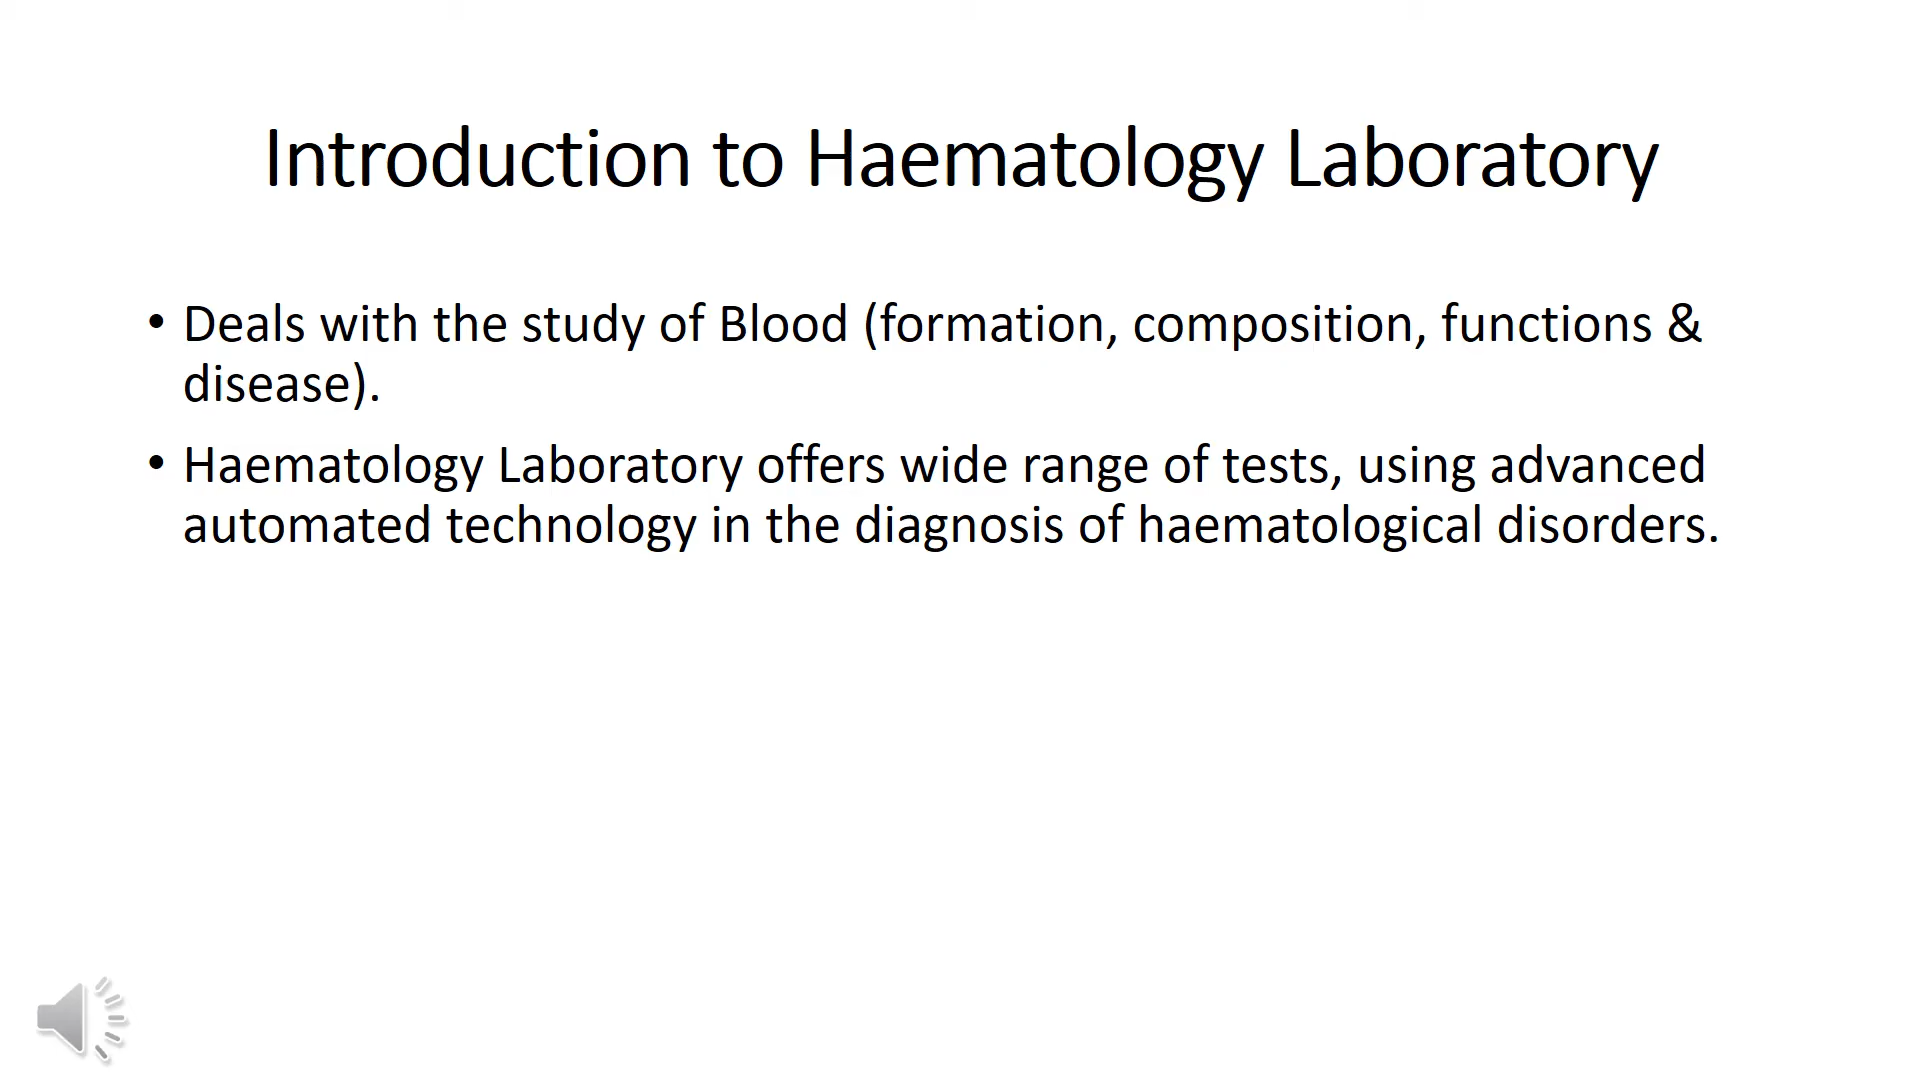 Introduction to Haematology Laboratory
• Deals with the study of Blood (formation, composition, functions &
disease).
• Haematology Laboratory offers wide range of tests, using advanced
automated technology in the diagnosis of haematological disorders.